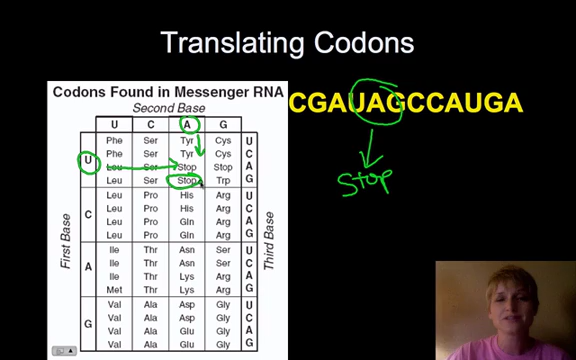 Translating Codons
Codons Found in Messenger RNA
Second Base
U C A G
First Base
Third Base
U
Phe Ser Tyr Cys U
Phe Ser Tyr Cys C
Leu Ser Stop Stop A
Leu Ser Stop Trp G
C
Leu Pro His Arg U
Leu Pro His Arg C
Leu Pro Gln Arg A
Leu Pro Gln Arg G
A
Ile Thr Asn Ser U
Ile Thr Asn Ser C
Ile Thr Lys Arg A
Met Thr Lys Arg G
G
Val Ala Asp Gly U
Val Ala Asp Gly C
Val Ala Glu Gly A
Val Ala Glu Gly G
CGAUAGCCAUGA
Stop